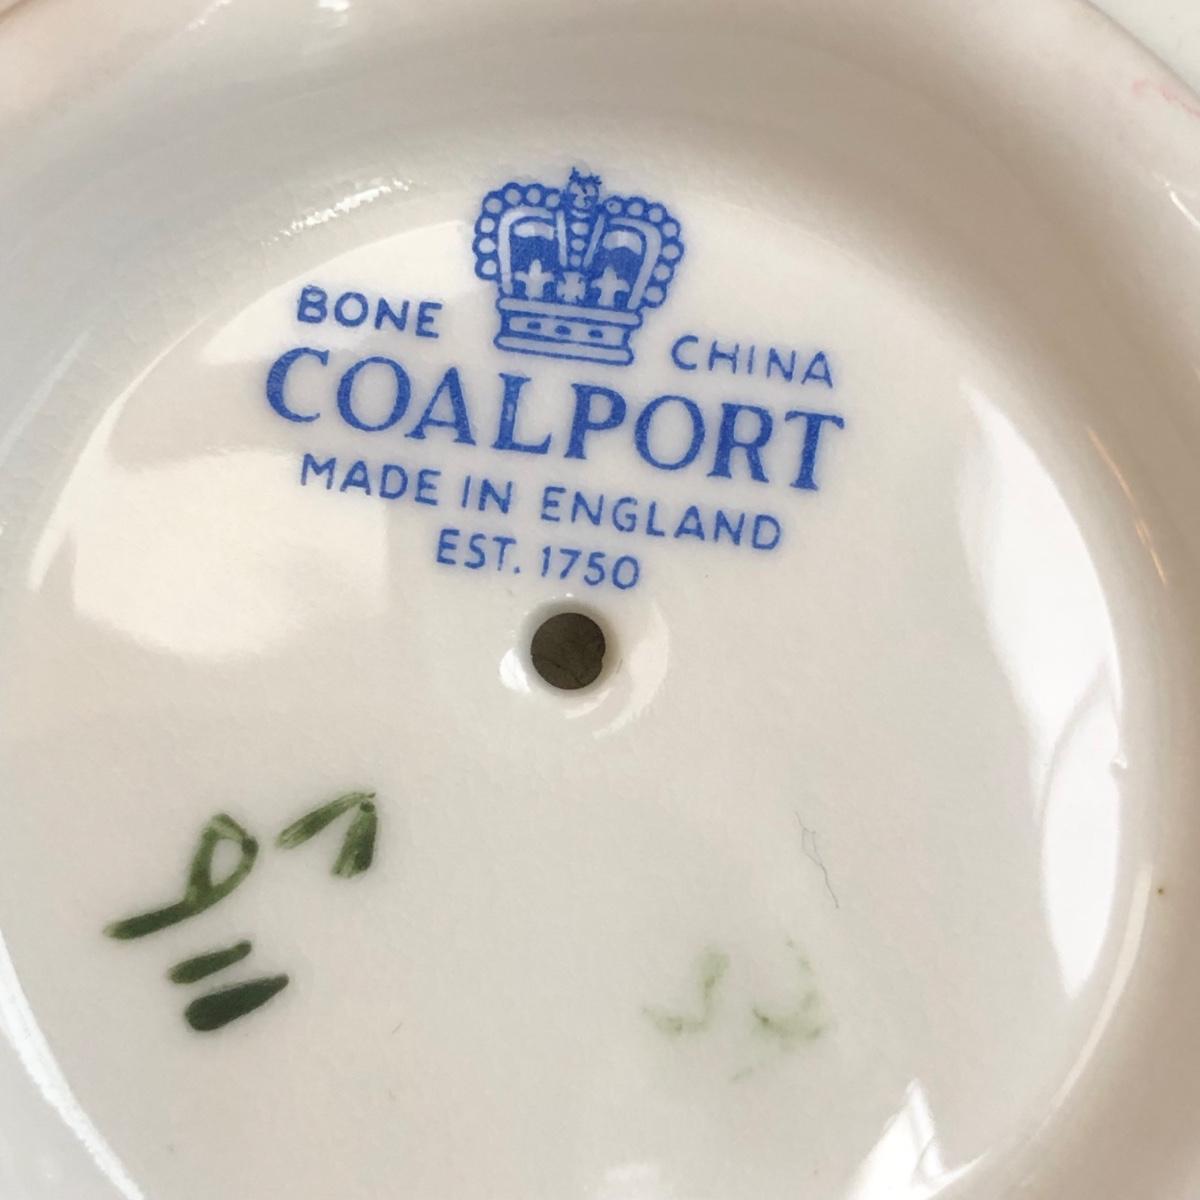 BONE CHINA
COALPORT
MADE IN ENGLAND
EST. 1750